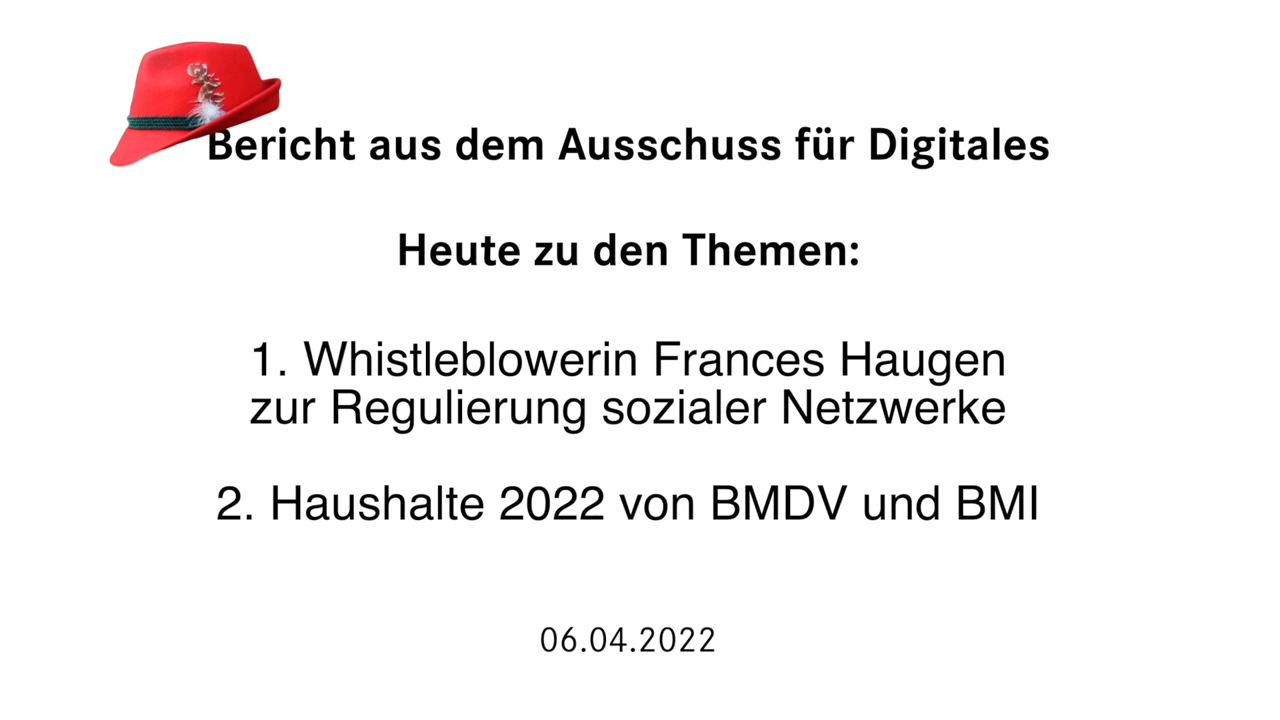 Bericht aus dem Ausschuss für Digitales
Heute zu den Themen:
1. Whistleblowerin Frances Haugen
zur Regulierung sozialer Netzwerke
2. Haushalte 2022 von BMDV und BMI
06.04.2022